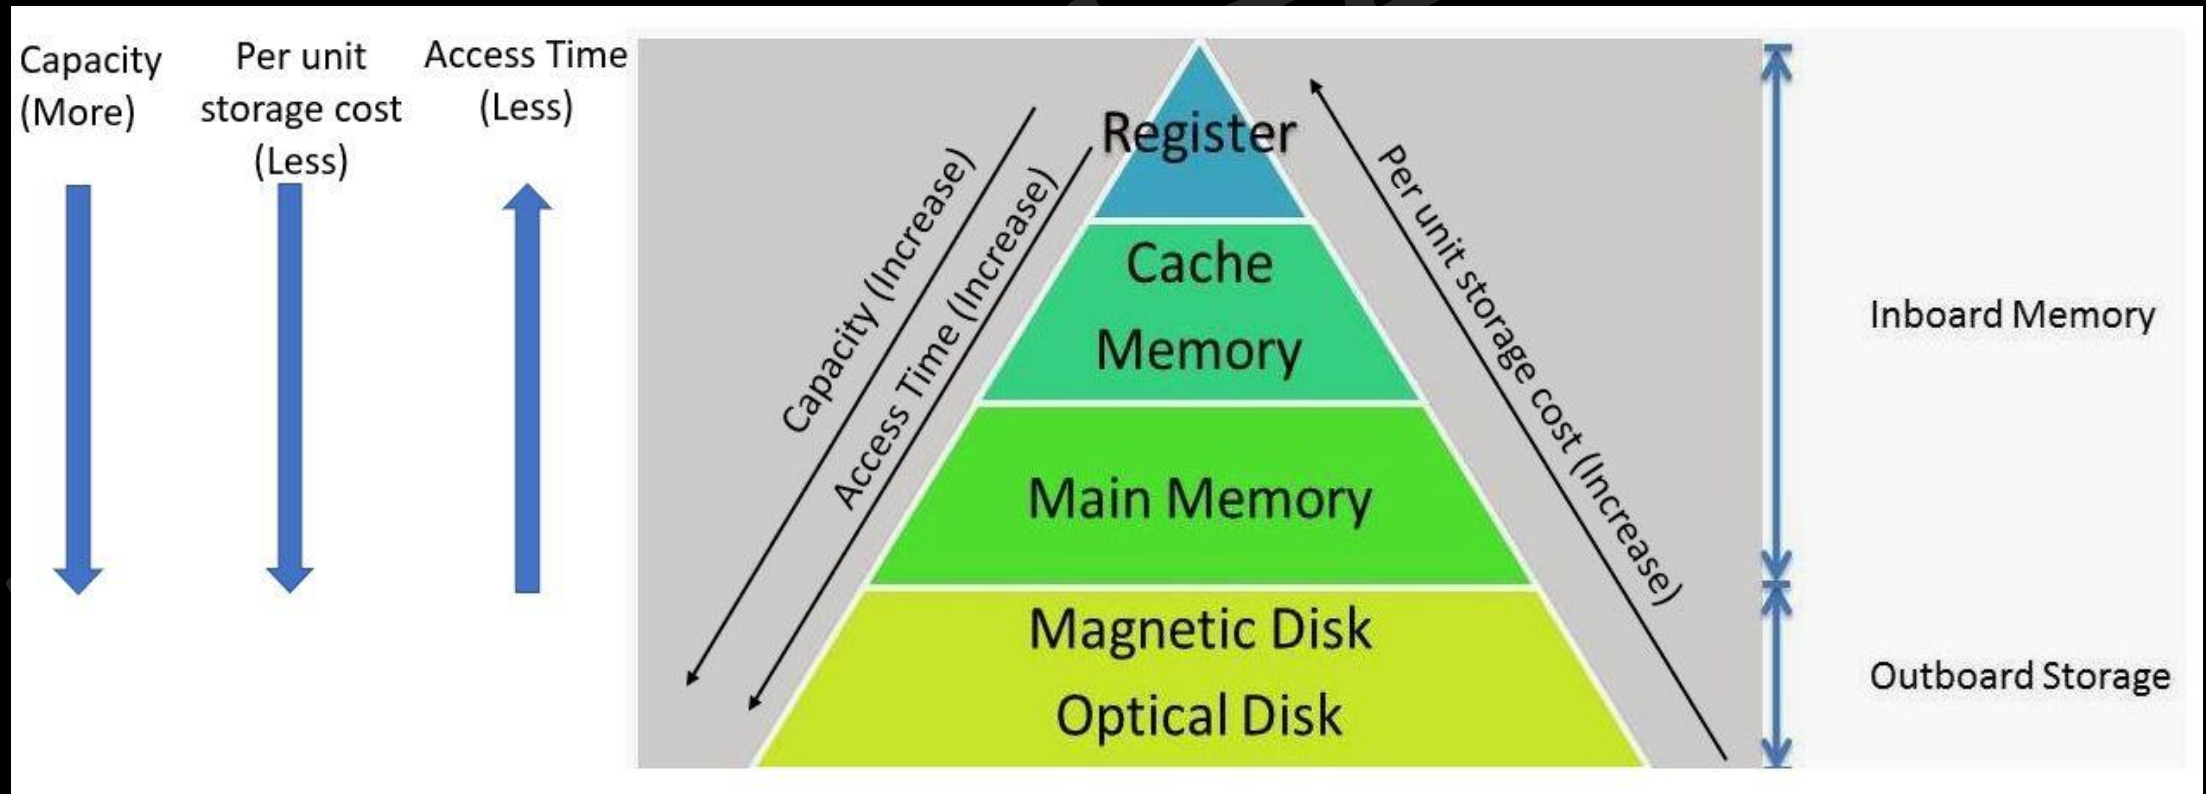 Capacity
(More)
Per unit
storage cost
(Less)
Access Time
(Less)
Capacity (Increase)
Access Time (Increase)
Register
Cache
Memory
Main Memory
Magnetic Disk
Optical Disk
Per unit storage cost (Increase)
Inboard Memory
Outboard Storage